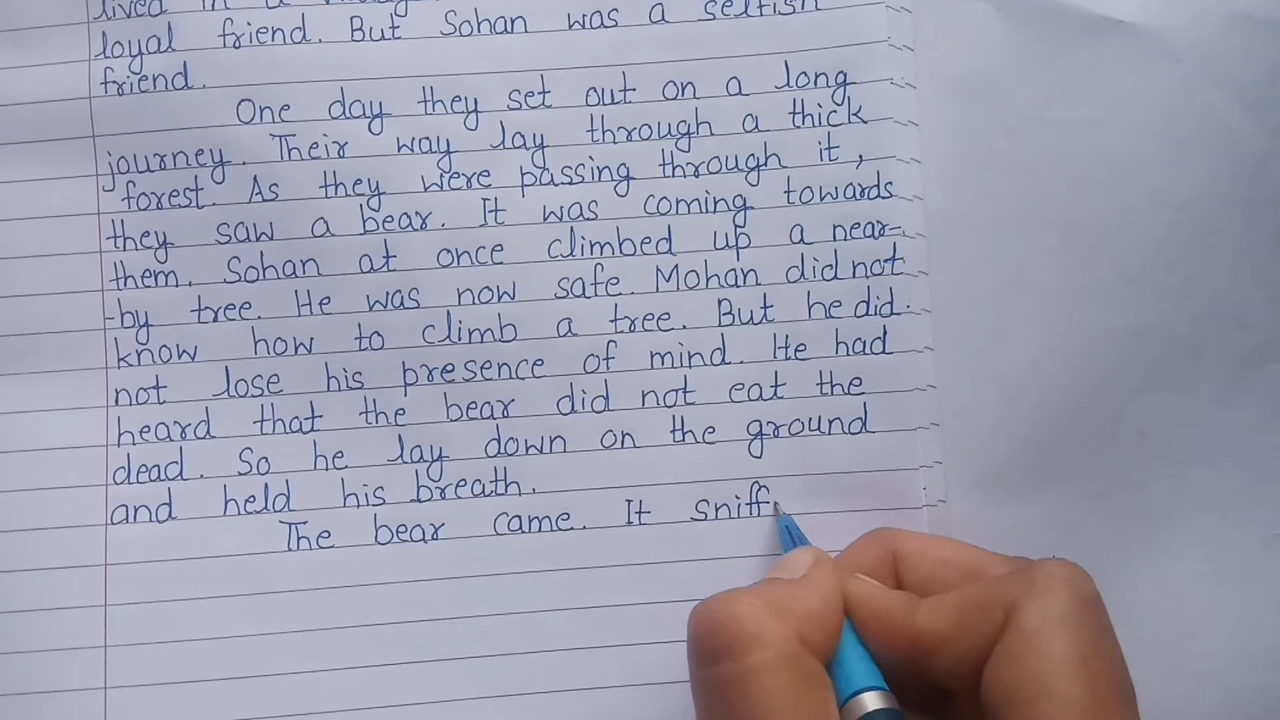 lived in a
loyal friend. But Sohan was a selfish
friend.
One day they set out on a long
journey. Their way lay through a thick
forest. As they were passing through it,
they saw a bear. It was coming towards
them. Sohan at once climbed up a near-
-by tree. He was now safe. Mohan did not
know how to climb a tree. But he did
not lose his presence of mind. He had
heard that the bear did not eat the
dead. So he lay down on the ground
and held his breath.
The bear came. It sniff